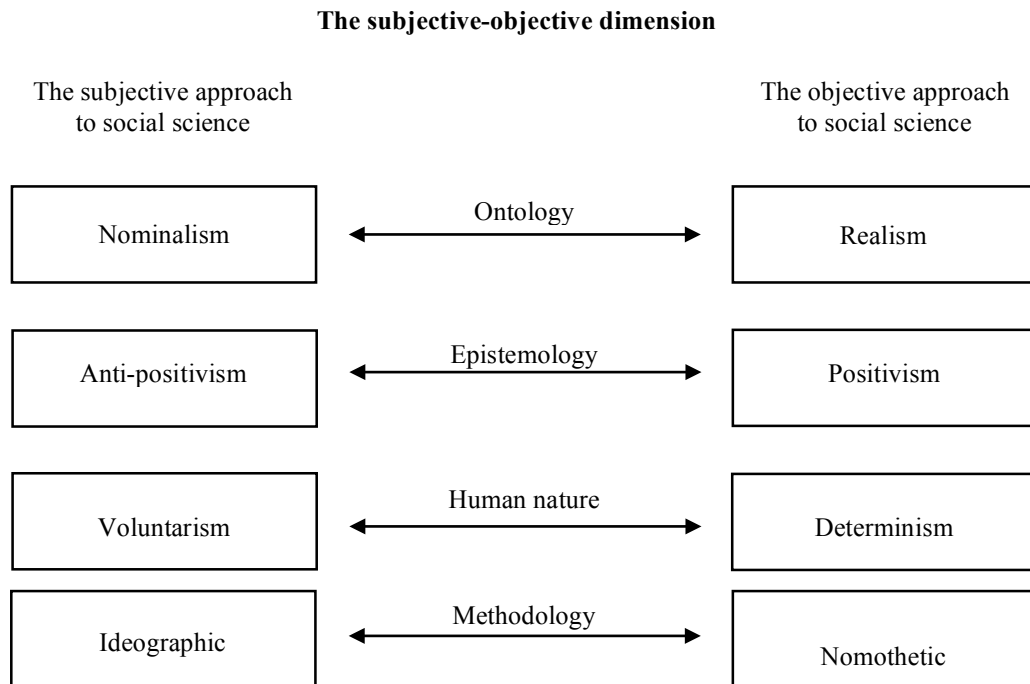 The subjective-objective dimension
The subjective approach
to social science
The objective approach
to social science
Nominalism
Ontology
Realism
Anti-positivism
Epistemology
Positivism
Voluntarism
Human nature
Determinism
Ideographic
Methodology
Nomothetic